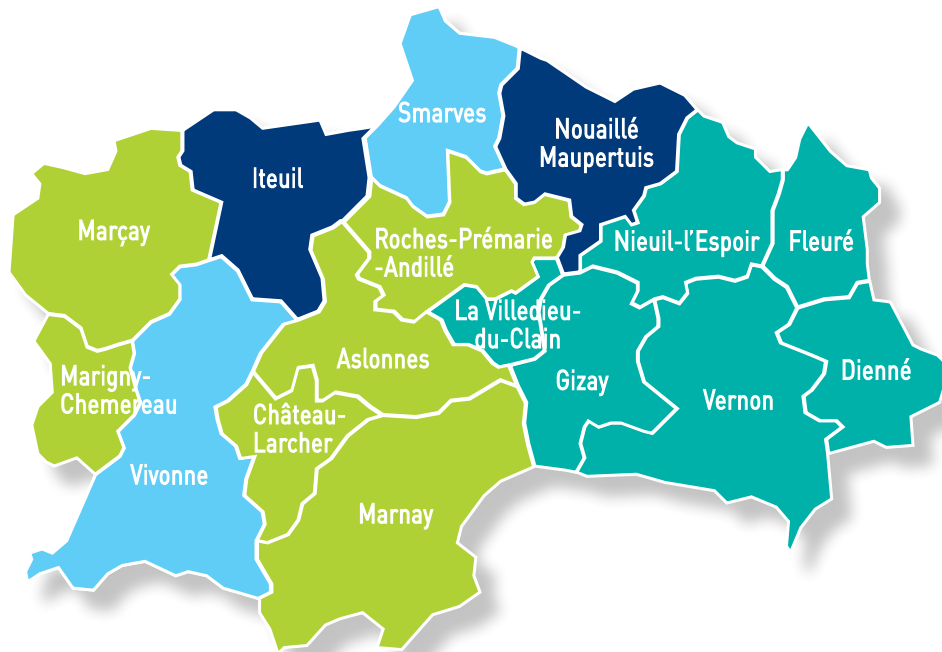 Smarves
Nouaillé
Maupertuis
Iteuil
Marçay
Roches-Prémarie
-Andillé
Nieuil-l'Espoir
Fleuré
La Villedieu-
du-Clain
Aslonnes
Marigny-
Chemereau
Gizay
Vernon
Dienné
Château-
Larcher
Vivonne
Marnay